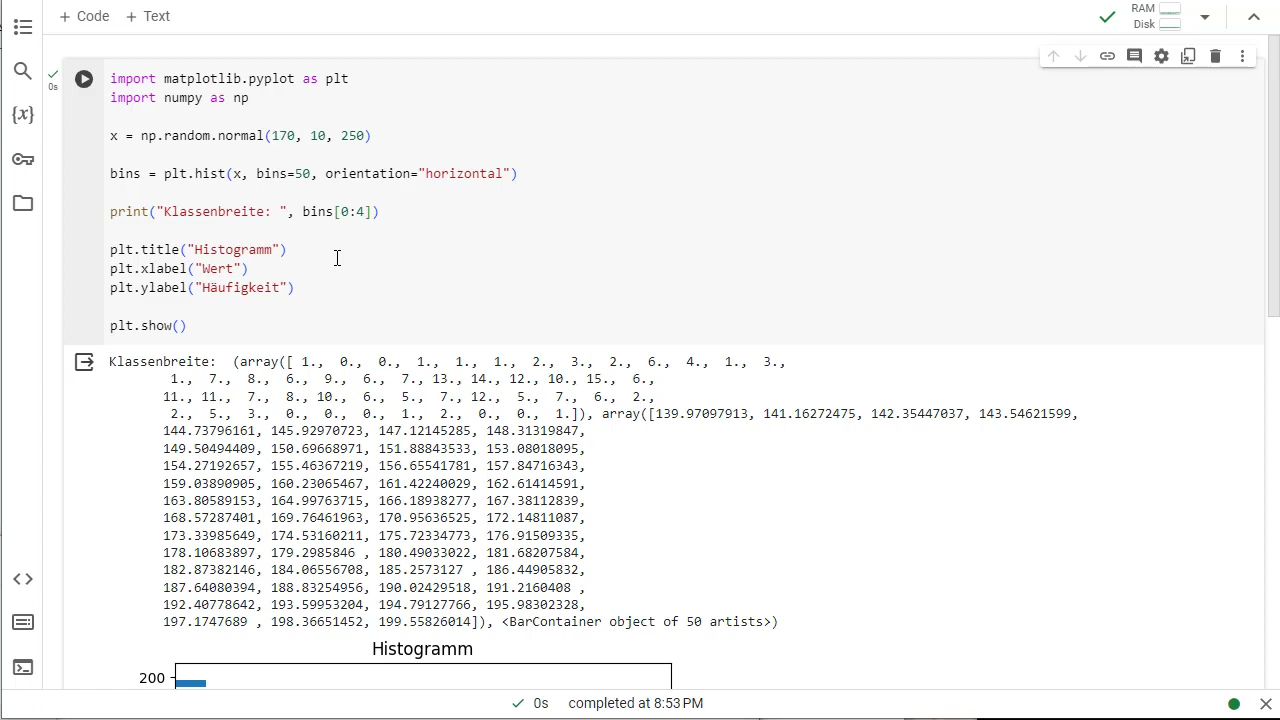 + Code + Text
RAM
Disk
0s
import matplotlib.pyplot as plt
import numpy as np
x = np.random.normal(170, 10, 250)
bins = plt.hist(x, bins=50, orientation="horizontal")
print("Klassenbreite: ", bins[0:4])
plt.title("Histogramm")
plt.xlabel("Wert")
plt.ylabel("Häufigkeit")
plt.show()
Klassenbreite:  (array([ 1.,  0.,  0.,  1.,  1.,  1.,  2.,  3.,  2.,  6.,  4.,  1.,  3.,
1.,  7.,  8.,  6.,  9.,  6.,  7., 13., 14., 12., 10., 15.,  6.,
11., 11.,  7.,  8., 10.,  6.,  5.,  7., 12.,  5.,  7.,  6.,  2.,
2.,  5.,  3.,  0.,  0.,  0.,  1.,  2.,  0.,  0.,  1.]), array([139.97097913, 141.16272475, 142.35447037, 143.54621599,
144.73796161, 145.92970723, 147.12145285, 148.31319847,
149.50494409, 150.69668971, 151.88843533, 153.08018095,
154.27192657, 155.46367219, 156.65541781, 157.84716343,
159.03890905, 160.23065467, 161.42240029, 162.61414591,
163.80589153, 164.99763715, 166.18938277, 167.38112839,
168.57287401, 169.76461963, 170.95636525, 172.14811087,
173.33985649, 174.53160211, 175.72334773, 176.91509335,
178.10683897, 179.2985846 , 180.49033022, 181.68207584,
182.87382146, 184.06556708, 185.2573127 , 186.44905832,
187.64080394, 188.83254956, 190.02429518, 191.2160408 ,
192.40778642, 193.59953204, 194.79127766, 195.98302328,
197.1747689 , 198.36651452, 199.55826014]), <BarContainer object of 50 artists>)
Histogramm
200
0s completed at 8:53 PM